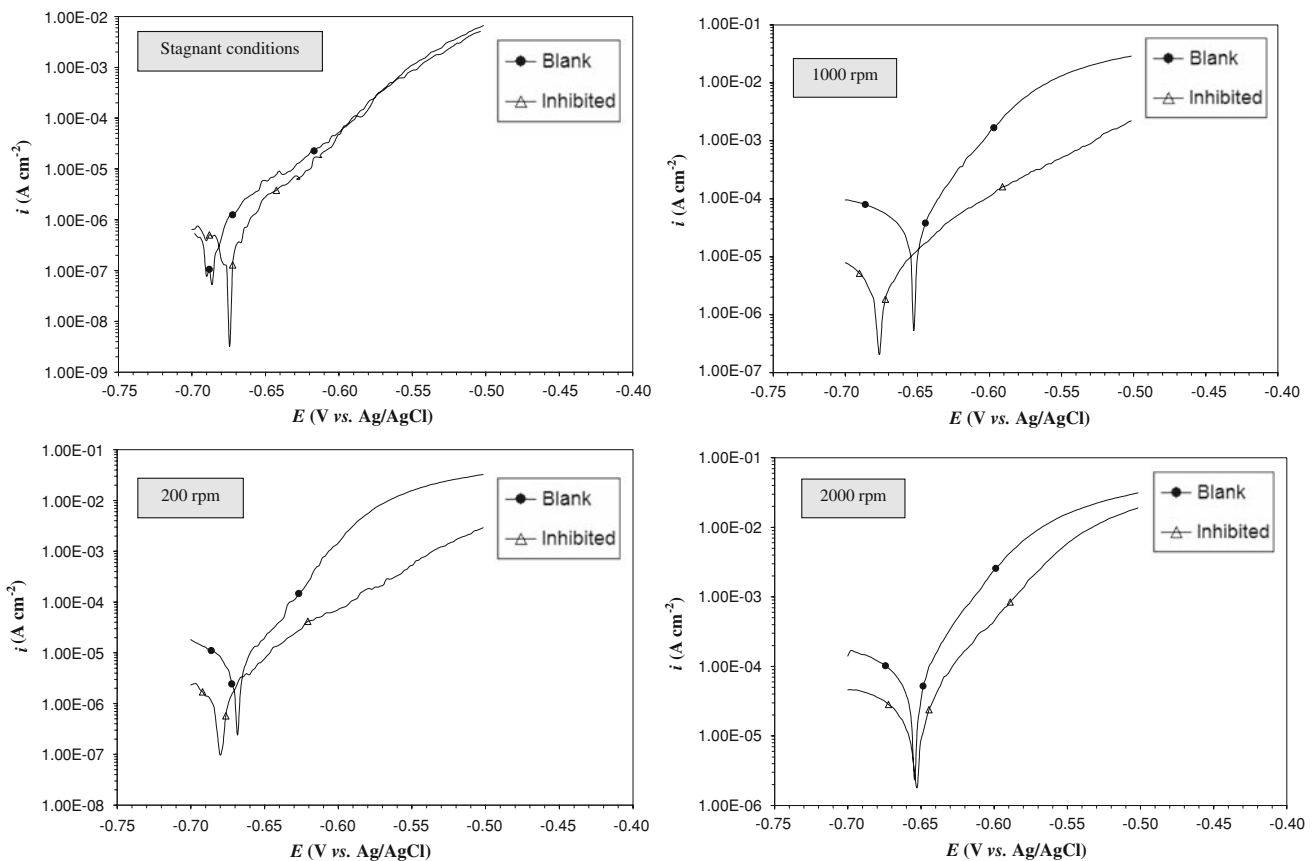 Stagnant conditions
Blank
Inhibited
i (A cm-2)
1.00E-02
1.00E-03
1.00E-04
1.00E-05
1.00E-06
1.00E-07
1.00E-08
1.00E-09
-0.75 -0.70 -0.65 -0.60 -0.55 -0.50 -0.45 -0.40
E (V vs. Ag/AgCl)
1000 rpm
Blank
Inhibited
i (A cm-2)
1.00E-01
1.00E-02
1.00E-03
1.00E-04
1.00E-05
1.00E-06
1.00E-07
-0.75 -0.70 -0.65 -0.60 -0.55 -0.50 -0.45 -0.40
E (V vs. Ag/AgCl)
200 rpm
Blank
Inhibited
i (A cm-2)
1.00E-01
1.00E-02
1.00E-03
1.00E-04
1.00E-05
1.00E-06
1.00E-07
1.00E-08
-0.75 -0.70 -0.65 -0.60 -0.55 -0.50 -0.45 -0.40
E (V vs. Ag/AgCl)
2000 rpm
Blank
Inhibited
i (A cm-2)
1.00E-01
1.00E-02
1.00E-03
1.00E-04
1.00E-05
1.00E-06
-0.75 -0.70 -0.65 -0.60 -0.55 -0.50 -0.45 -0.40
E (V vs. Ag/AgCl)